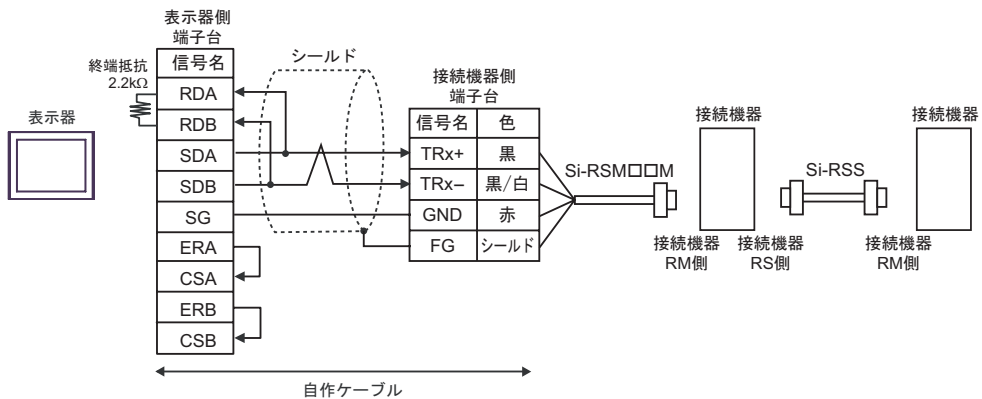 表示器
終端抵抗
2.2kΩ
表示器側
端子台
信号名
RDA
RDB
SDA
SDB
SG
ERA
CSA
ERB
CSB
シールド
接続機器側
端子台
信号名 色
TRx+ 黒
TRx– 黒/白
GND 赤
FG シールド
Si-RSM□□M
接続機器
接続機器
RM側
接続機器
RS側
Si-RSS
接続機器
接続機器
RM側
自作ケーブル